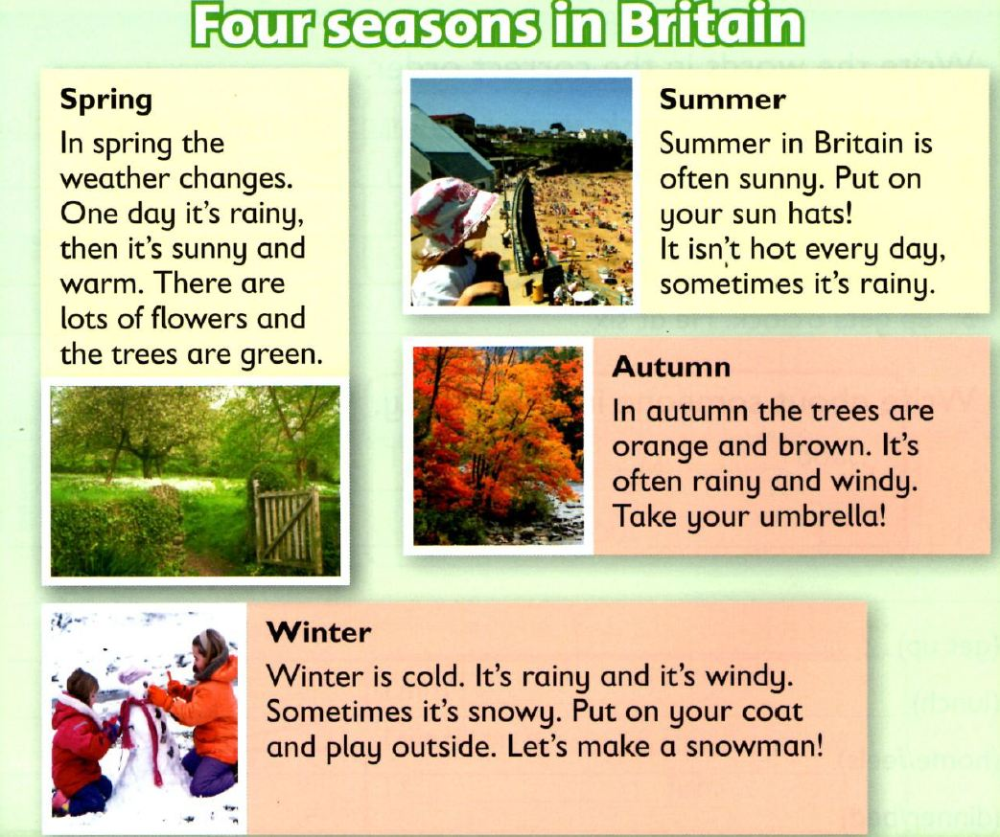 Four seasons in Britain
Spring
In spring the
weather changes.
One day it's rainy,
then it's sunny and
warm. There are
lots of flowers and
the trees are green.
Summer
Summer in Britain is
often sunny. Put on
your sun hats!
It isn't hot every day,
sometimes it's rainy.
Autumn
In autumn the trees are
orange and brown. It's
often rainy and windy.
Take your umbrella!
Winter
Winter is cold. It's rainy and it's windy.
Sometimes it's snowy. Put on your coat
and play outside. Let's make a snowman!